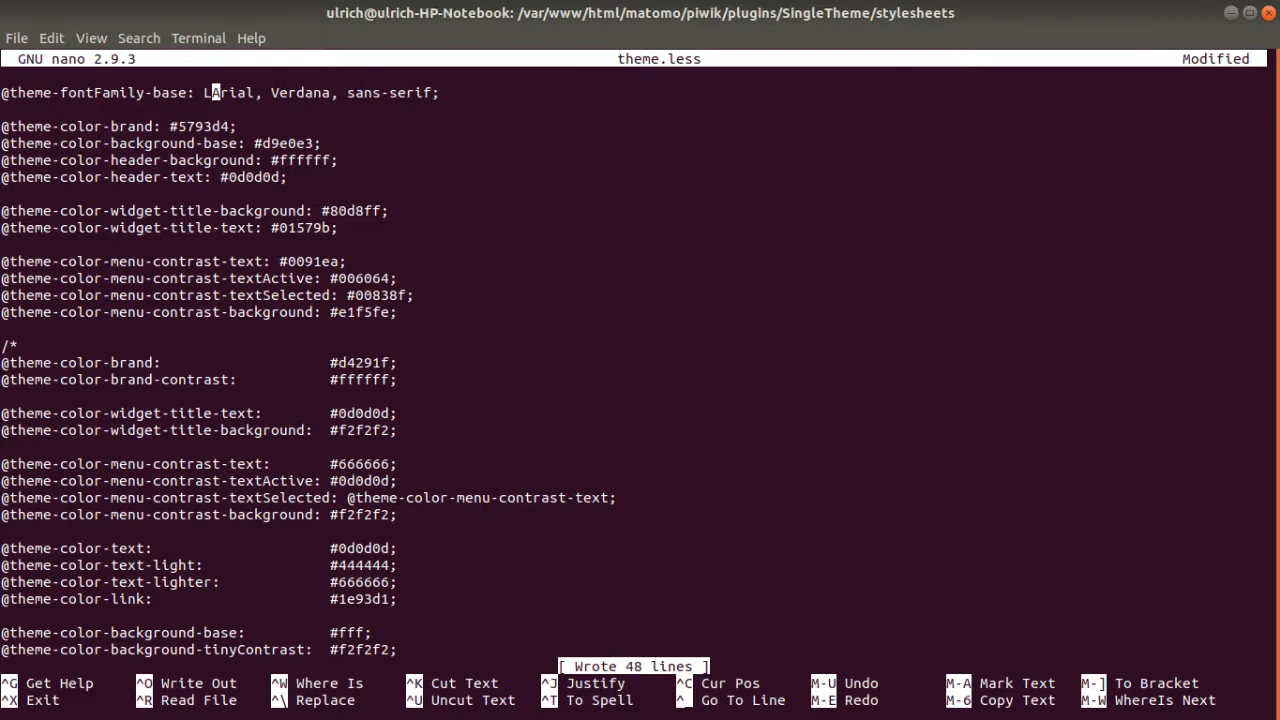 ulrich@ulrich-HP-Notebook: /var/www/html/matomo/piwik/plugins/SingleTheme/stylesheets
File Edit View Search Terminal Help
GNU nano 2.9.3 theme.less Modified
@theme-fontFamily-base: LArial, Verdana, sans-serif;
@theme-color-brand: #5793d4;
@theme-color-background-base: #d9e0e3;
@theme-color-header-background: #ffffff;
@theme-color-header-text: #0d0d0d;
@theme-color-widget-title-background: #80d8ff;
@theme-color-widget-title-text: #01579b;
@theme-color-menu-contrast-text: #0091ea;
@theme-color-menu-contrast-textActive: #006064;
@theme-color-menu-contrast-textSelected: #00838f;
@theme-color-menu-contrast-background: #e1f5fe;
/*
@theme-color-brand: #d4291f;
@theme-color-brand-contrast: #ffffff;
@theme-color-widget-title-text: #0d0d0d;
@theme-color-widget-title-background: #f2f2f2;
@theme-color-menu-contrast-text: #666666;
@theme-color-menu-contrast-textActive: #0d0d0d;
@theme-color-menu-contrast-textSelected: @theme-color-menu-contrast-text;
@theme-color-menu-contrast-background: #f2f2f2;
@theme-color-text: #0d0d0d;
@theme-color-text-light: #444444;
@theme-color-text-lighter: #666666;
@theme-color-link: #1e93d1;
@theme-color-background-base: #fff;
@theme-color-background-tinyContrast: #f2f2f2;
[ Wrote 48 lines ]
^G Get Help ^O Write Out ^W Where Is ^K Cut Text ^J Justify ^C Cur Pos M-U Undo M-A Mark Text M-] To Bracket
^X Exit ^R Read File ^\ Replace ^U Uncut Text ^T To Spell ^_ Go To Line M-E Redo M-6 Copy Text M-W WhereIs Next